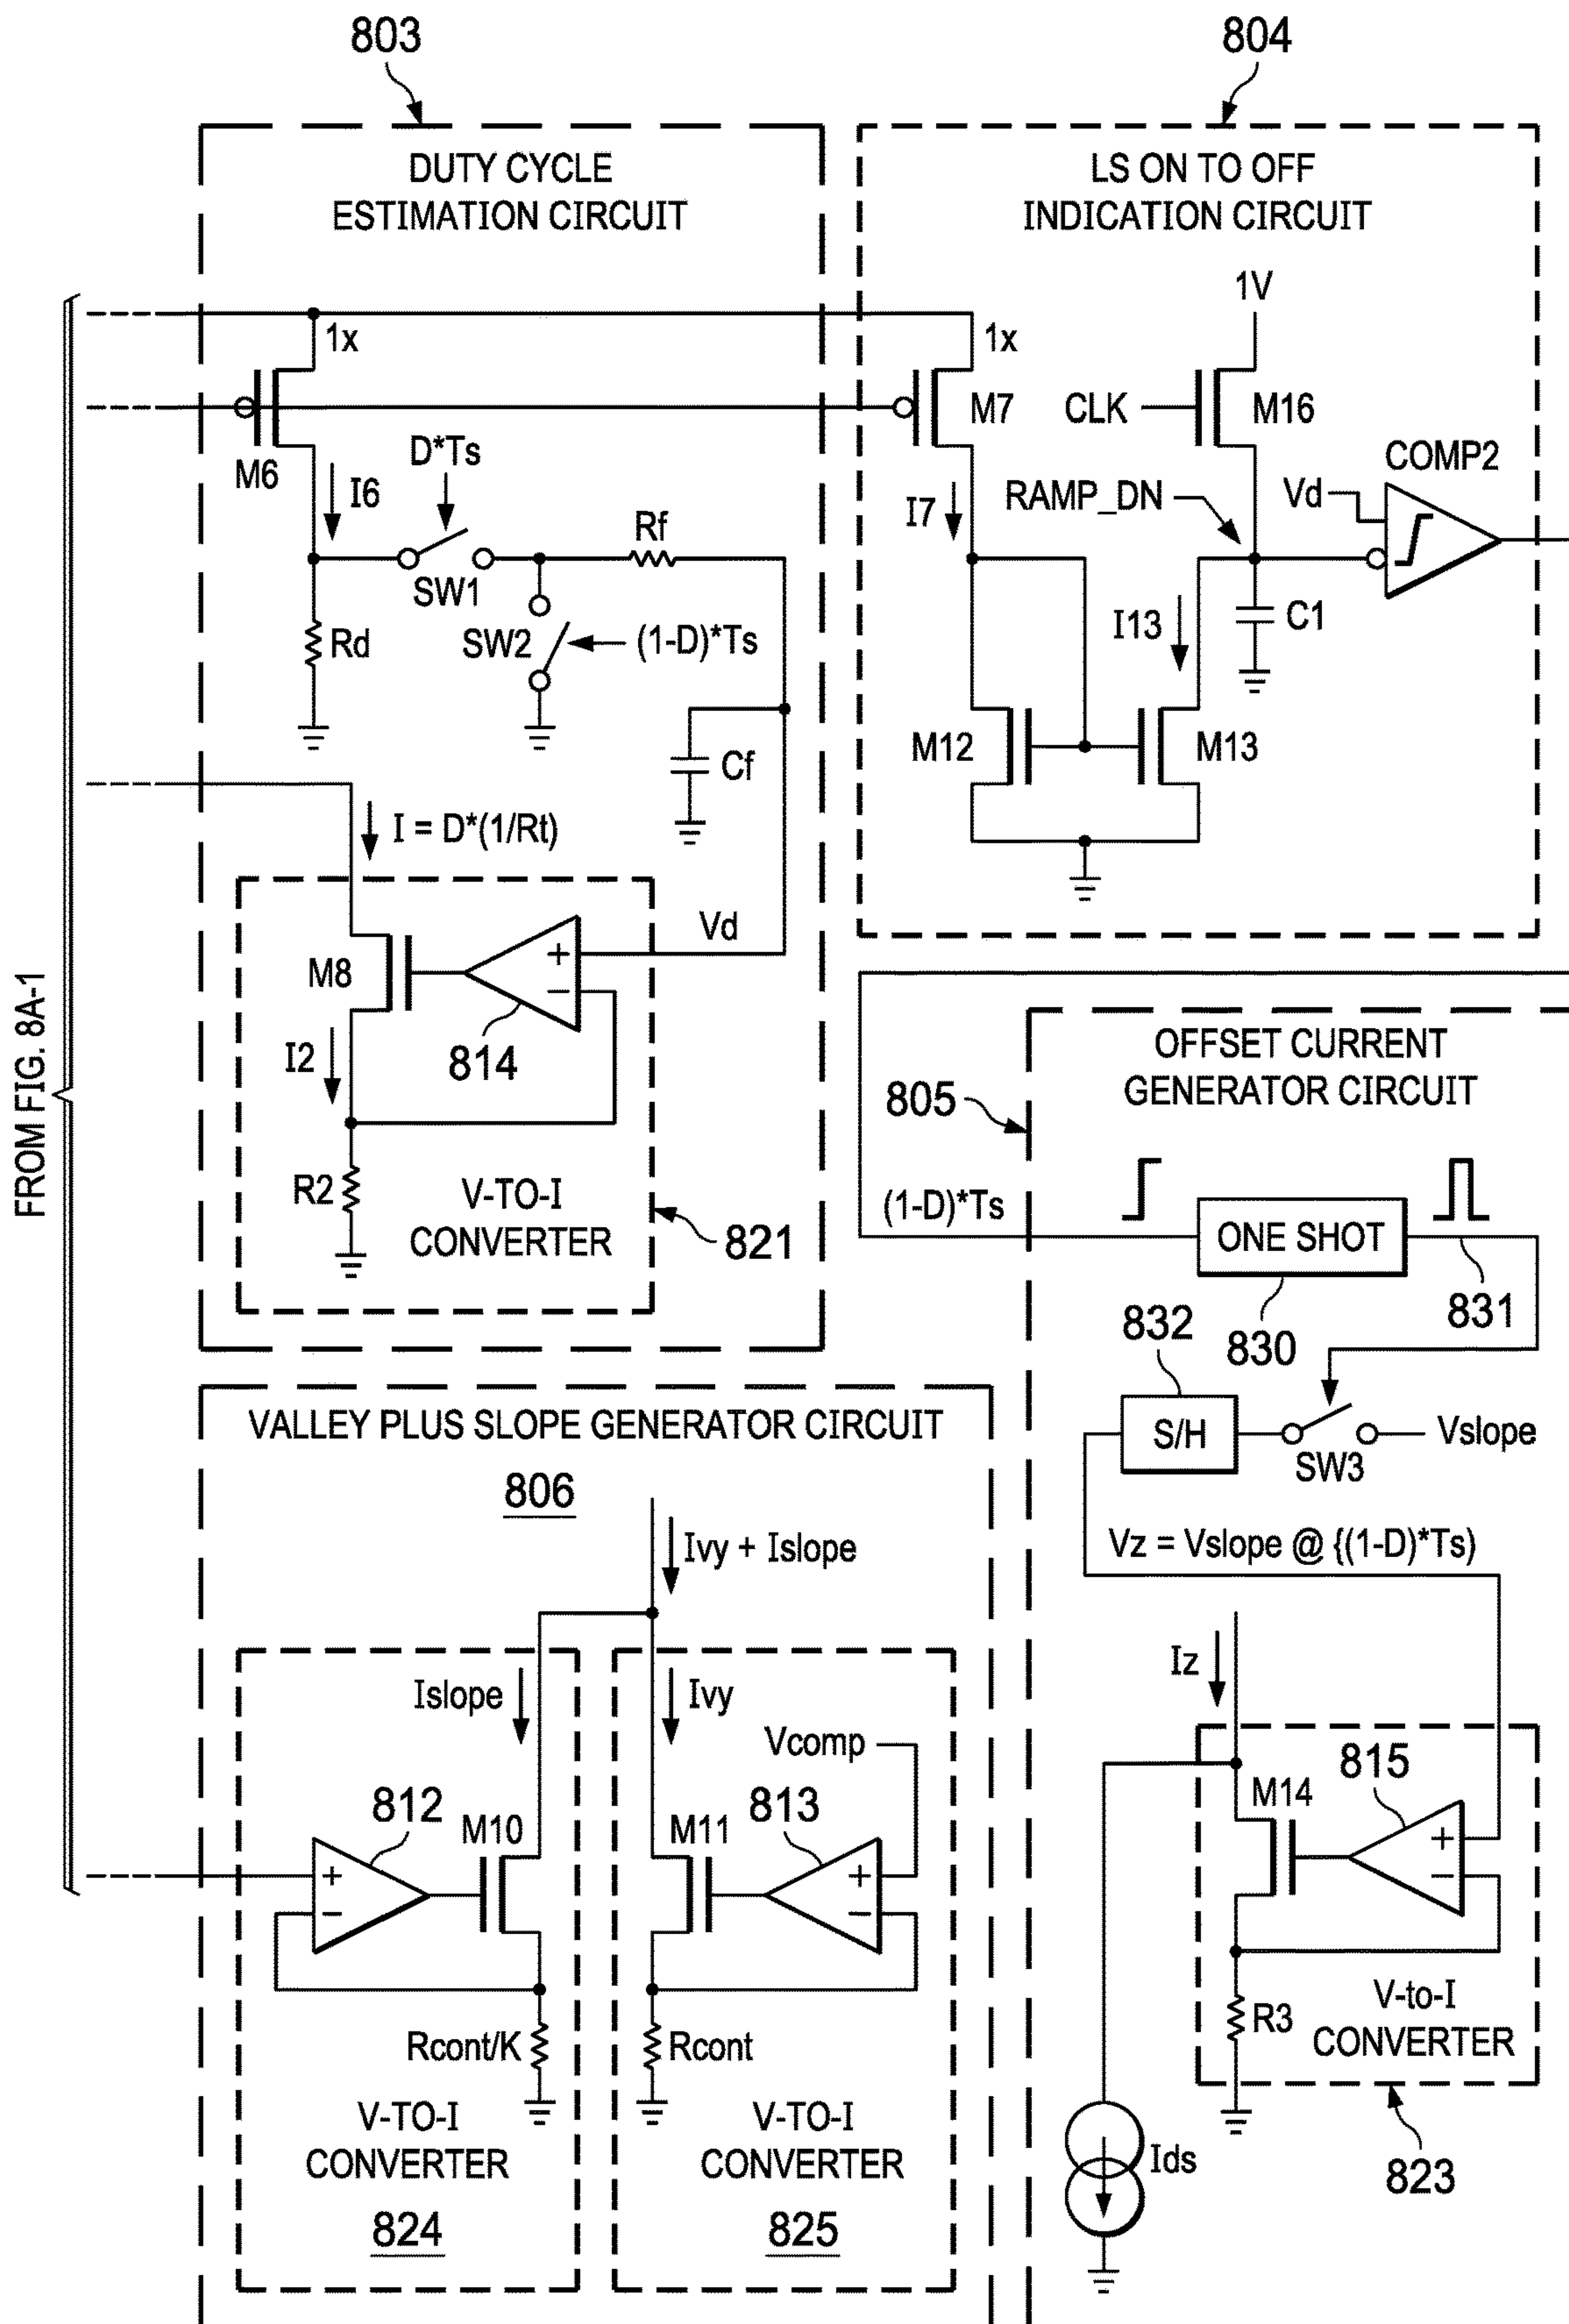 803
804
DUTY CYCLE
ESTIMATION CIRCUIT
LS ON TO OFF
INDICATION CIRCUIT
1V
1x
1x
M6
M7
CLK
M16
D*Ts
I6
SW1
Rf
I7
RAMP_DN
Vd
COMP2
Rd
SW2
(1-D)*Ts
I13
C1
Cf
M12
M13
I = D*(1/Rt)
Vd
M8
+
−
814
I2
R2
V-TO-I
CONVERTER
821
FROM FIG. 8A-1
OFFSET CURRENT
GENERATOR CIRCUIT
805
(1-D)*Ts
ONE SHOT
830
831
832
S/H
SW3
Vslope
Vz = Vslope @ {(1-D)*Ts)
VALLEY PLUS SLOPE GENERATOR CIRCUIT
806
Ivy + Islope
Islope
Ivy
Vcomp
812
M10
M11
813
+
−
+
−
Rcont/K
Rcont
V-TO-I
CONVERTER
824
V-TO-I
CONVERTER
825
Iz
M14
815
+
−
R3
V-to-I
CONVERTER
823
Ids